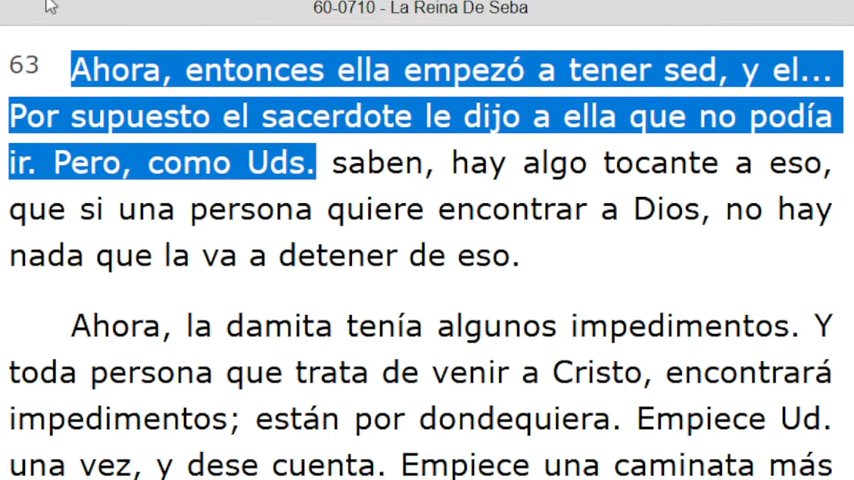 60-0710 - La Reina De Seba
63 Ahora, entonces ella empezó a tener sed, y el...
Por supuesto el sacerdote le dijo a ella que no podía
ir. Pero, como Uds. saben, hay algo tocante a eso,
que si una persona quiere encontrar a Dios, no hay
nada que la va a detener de eso.
Ahora, la damita tenía algunos impedimentos. Y
toda persona que trata de venir a Cristo, encontrará
impedimentos; están por dondequiera. Empiece Ud.
una vez, y dese cuenta. Empiece una caminata más